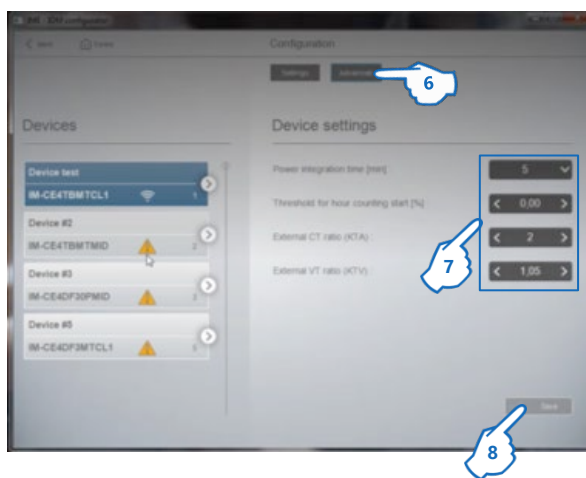 IME - IDM configurator
Back
Home
Configuration
Settings
Advanced
6
Devices
Device settings
Device test
IM-CE4TBMTCL1
1
Device #2
IM-CE4TBMTMID
2
Device #3
IM-CE4DF30PMID
3
Device #5
IM-CE4DF3MTCL1
5
Power integration time [min] :
5
Threshold for hour counting start [%] :
0,00
External CT ratio (KTA) :
2
External VT ratio (KTV) :
1,05
7
Save
8